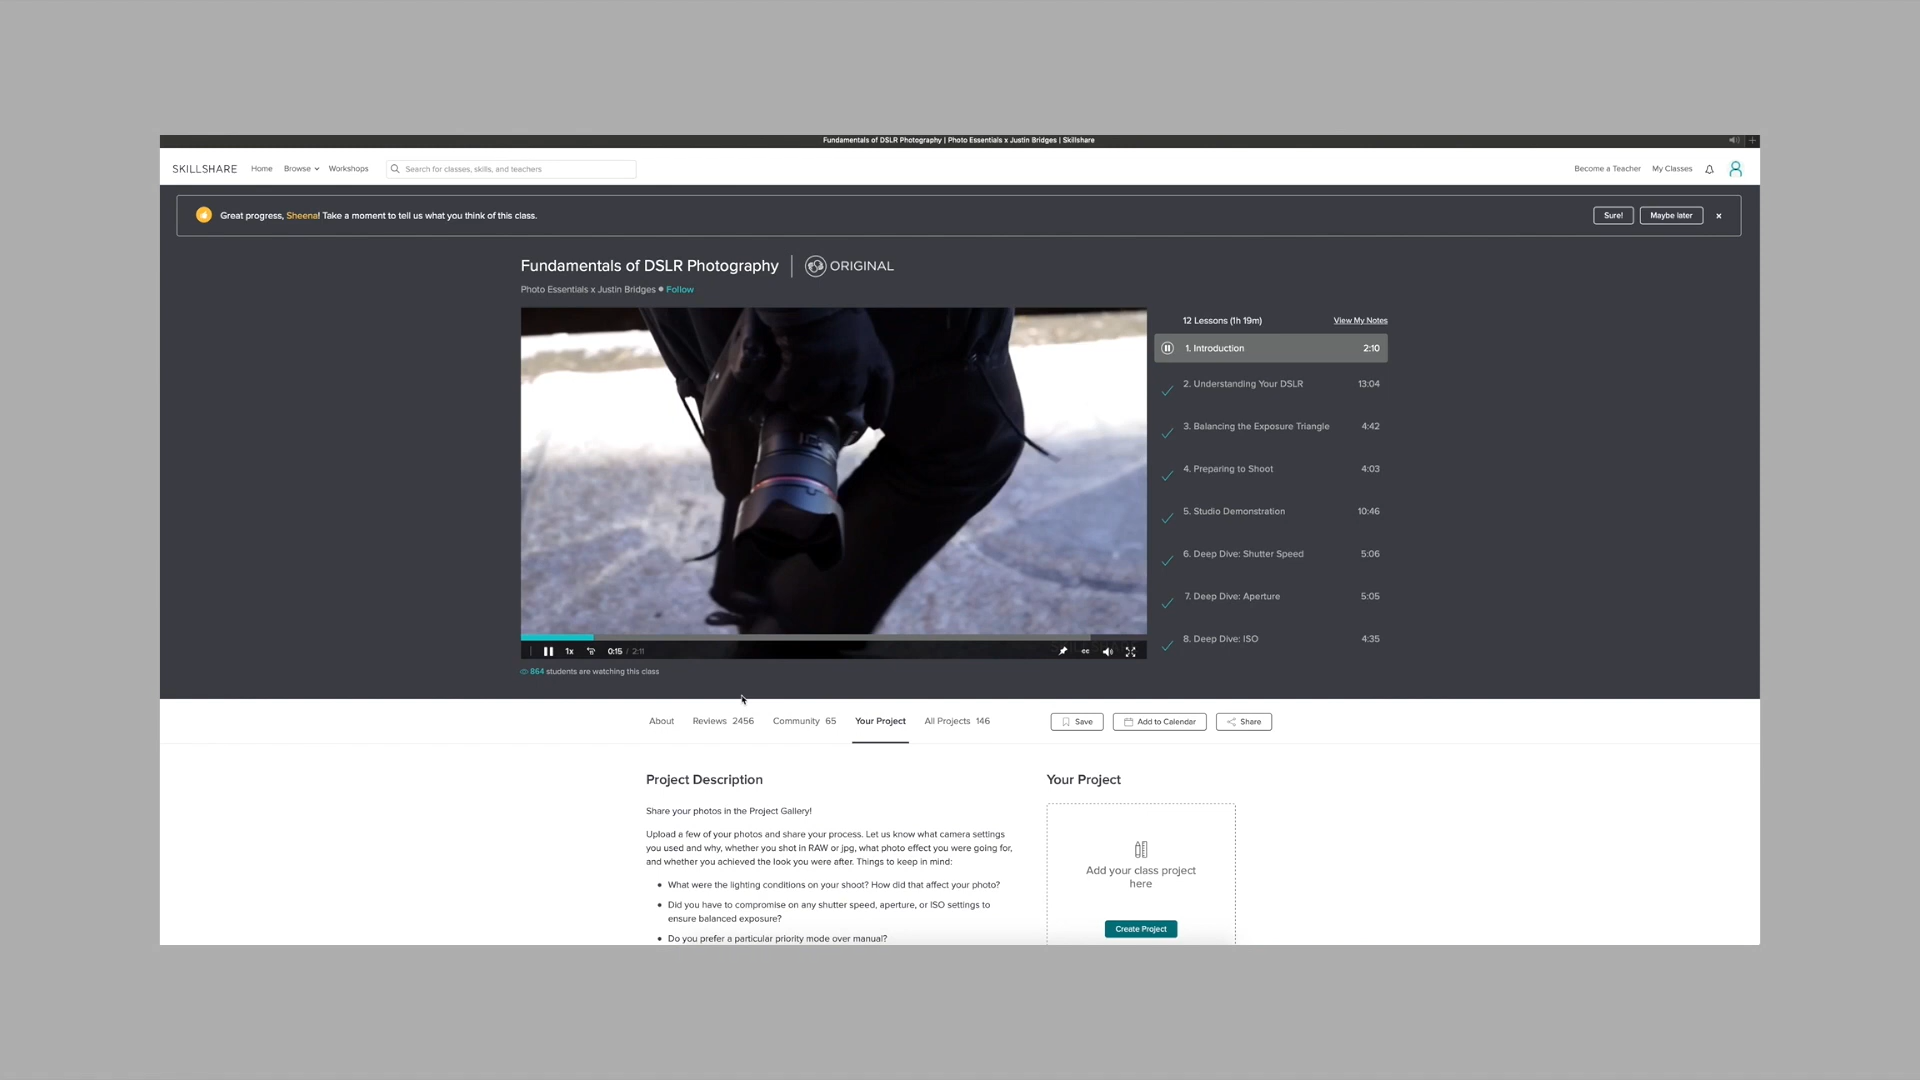 Fundamentals of DSLR Photography | Photo Essentials x Justin Bridges | Skillshare
SKILLSHARE Home Browse Workshops Search for classes, skills, and teachers Become a Teacher My Classes
Great progress, Sheena! Take a moment to tell us what you think of this class. Sure! Maybe later ×
Fundamentals of DSLR Photography ORIGINAL
Photo Essentials x Justin Bridges • Follow
12 Lessons (1h 19m) View My Notes
1. Introduction 2:10
2. Understanding Your DSLR 13:04
3. Balancing the Exposure Triangle 4:42
4. Preparing to Shoot 4:03
5. Studio Demonstration 10:46
6. Deep Dive: Shutter Speed 5:06
7. Deep Dive: Aperture 5:05
8. Deep Dive: ISO 4:35
1x 0:15 / 2:11 CC
864 students are watching this class
About Reviews 2456 Community 65 Your Project All Projects 146 Save Add to Calendar Share
Project Description
Share your photos in the Project Gallery!
Upload a few of your photos and share your process. Let us know what camera settings
you used and why, whether you shot in RAW or jpg, what photo effect you were going for,
and whether you achieved the look you were after. Things to keep in mind:
• What were the lighting conditions on your shoot? How did that affect your photo?
• Did you have to compromise on any shutter speed, aperture, or ISO settings to
ensure balanced exposure?
• Do you prefer a particular priority mode over manual?
Your Project
Add your class project
here
Create Project